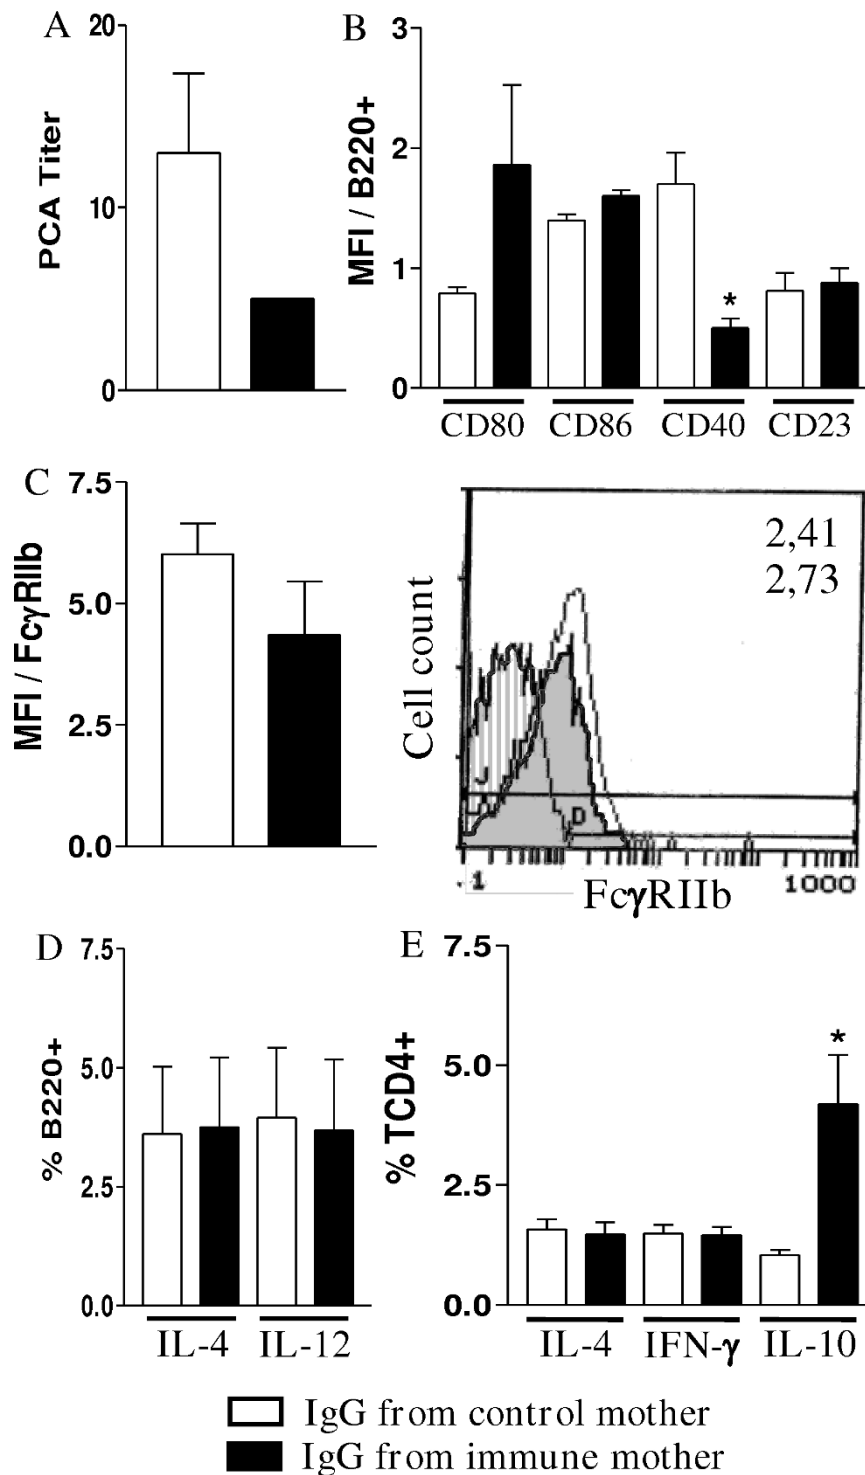 A
20
10
0
PCA Titer
B
3
2
1
0
MFI / B220+
*
CD80 CD86 CD40 CD23
C
7.5
5.0
2.5
0.0
MFI / FcγRIIb
2,41
2,73
Cell count
D
.1 1000
FcγRIIb
D
7.5
5.0
2.5
0.0
% B220+
IL-4 IL-12
E
7.5
5.0
2.5
0.0
% TCD4+
*
IL-4 IFN-γ IL-10
IgG from control mother
IgG from immune mother